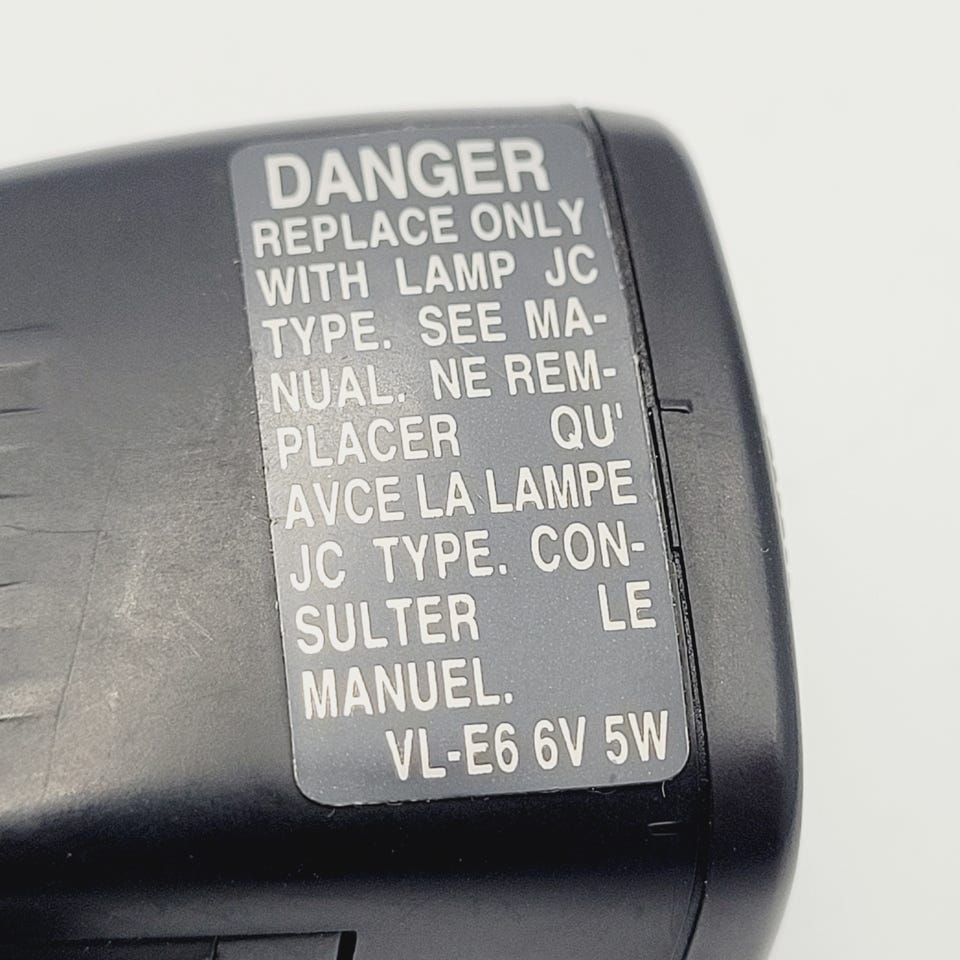 DANGER
REPLACE ONLY
WITH LAMP JC
TYPE. SEE MA-
NUAL. NE REM-
PLACER QU'
AVCE LA LAMPE
JC TYPE. CON-
SULTER LE
MANUEL.
VL-E6 6V 5W